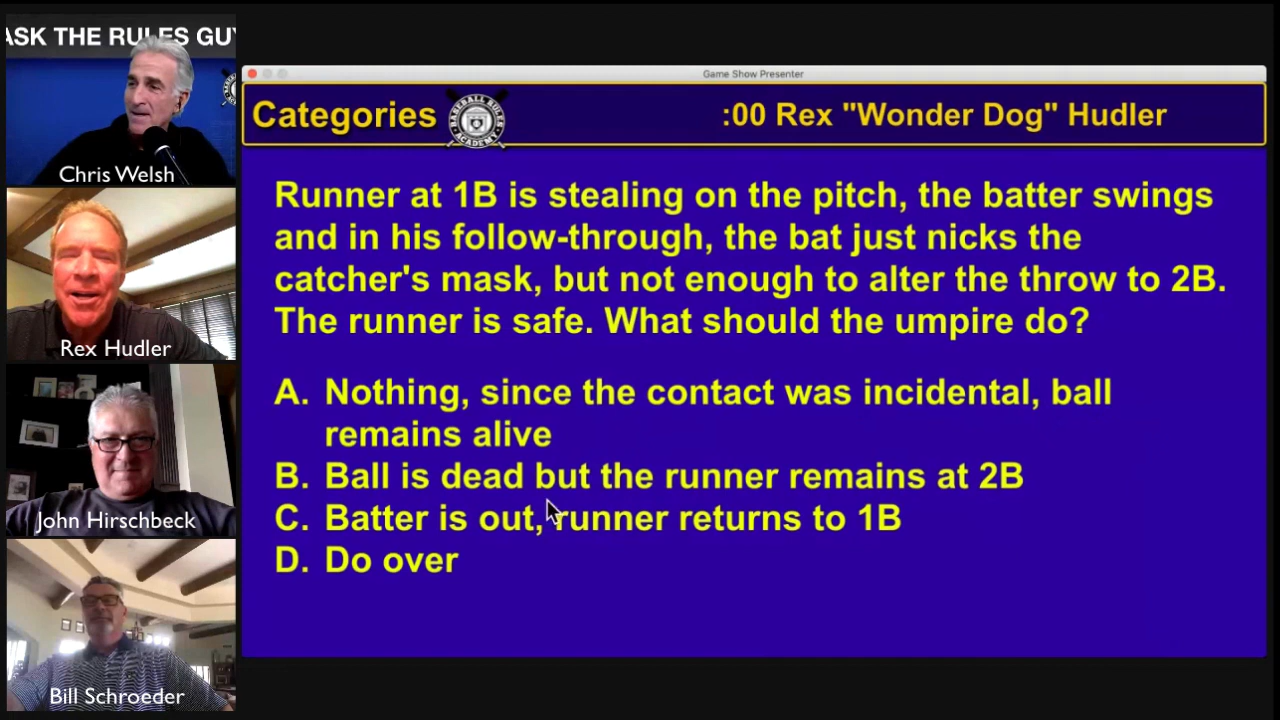 ASK THE RULES GUY
Chris Welsh
Rex Hudler
John Hirschbeck
Bill Schroeder
Game Show Presenter
Categories
BASEBALL RULES
ACADEMY
:00 Rex "Wonder Dog" Hudler
Runner at 1B is stealing on the pitch, the batter swings
and in his follow-through, the bat just nicks the
catcher's mask, but not enough to alter the throw to 2B.
The runner is safe. What should the umpire do?
A. Nothing, since the contact was incidental, ball
remains alive
B. Ball is dead but the runner remains at 2B
C. Batter is out, runner returns to 1B
D. Do over